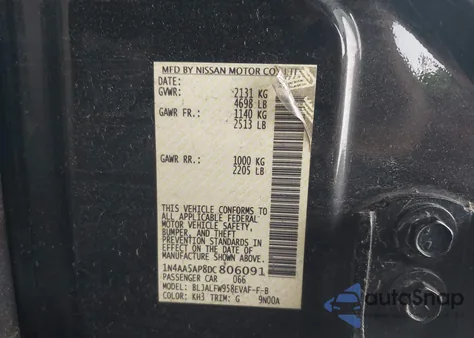 MFD BY NISSAN MOTOR CO., LTD.
DATE:
GVWR: 2131 KG
4698 LB
GAWR FR.: 1140 KG
2513 LB
GAWR RR.: 1000 KG
2205 LB
THIS VEHICLE CONFORMS TO
ALL APPLICABLE FEDERAL
MOTOR VEHICLE SAFETY,
BUMPER, AND THEFT
PREVENTION STANDARDS IN
EFFECT ON THE DATE OF
MANUFACTURE SHOWN ABOVE.
1N4AA5AP8DC806091
PASSENGER CAR 066
MODEL: BLJALFW958EVAF-F-B
COLOR: KH3 TRIM: G 9N00A
autoSnap